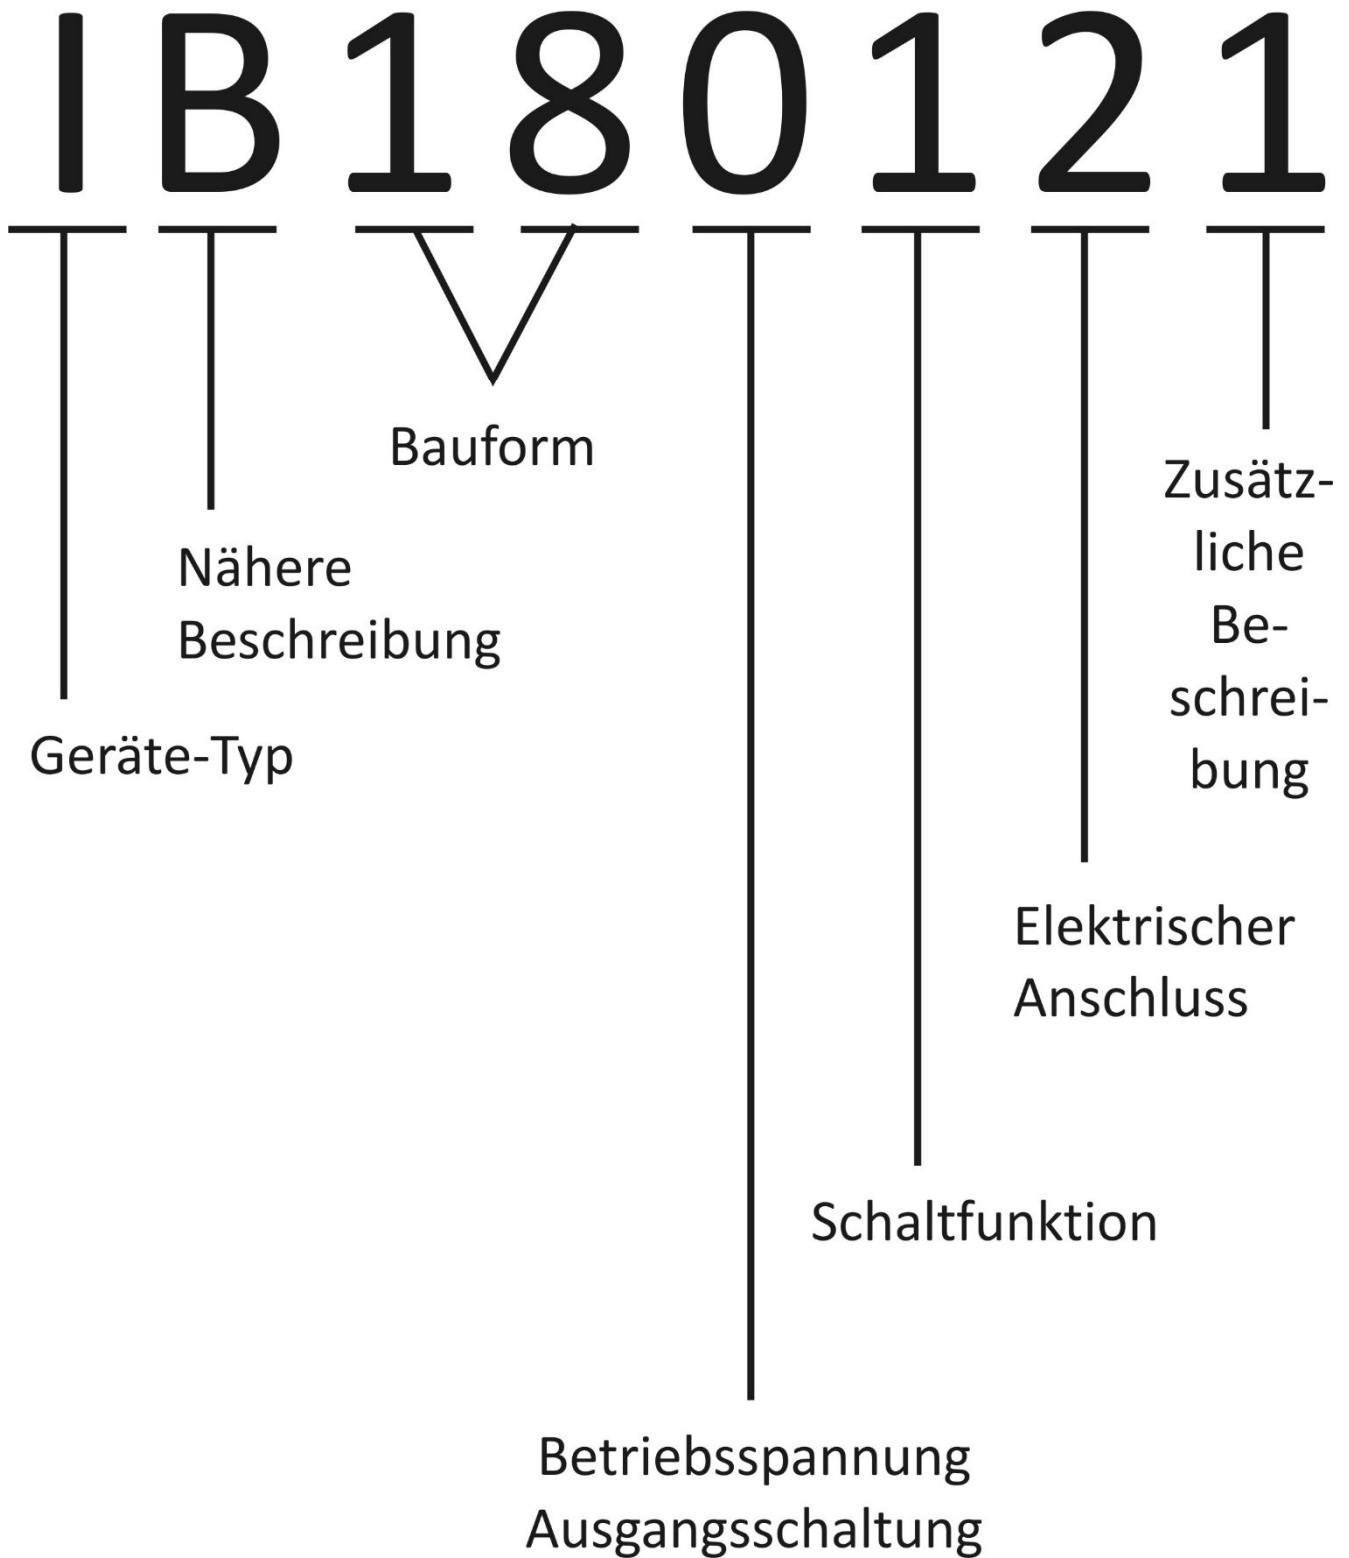 IB180121
Bauform
Zusätz-
liche
Be-
schrei-
bung
Nähere
Beschreibung
Geräte-Typ
Elektrischer
Anschluss
Schaltfunktion
Betriebsspannung
Ausgangsschaltung